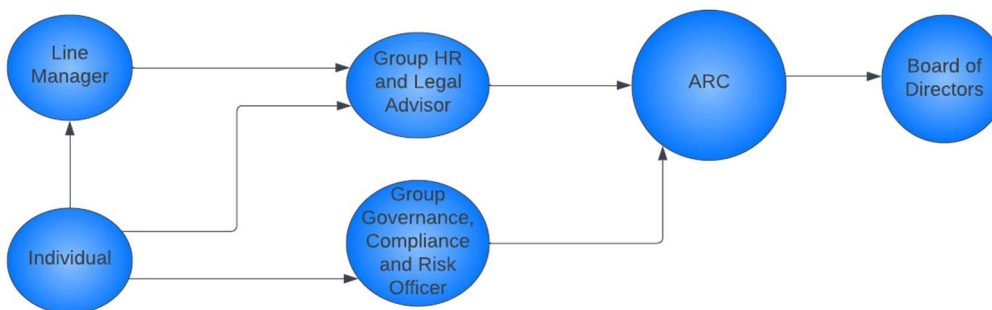 Line
Manager
Group HR
and Legal
Advisor
ARC
Board of
Directors
Individual
Group
Governance,
Compliance
and Risk
Officer